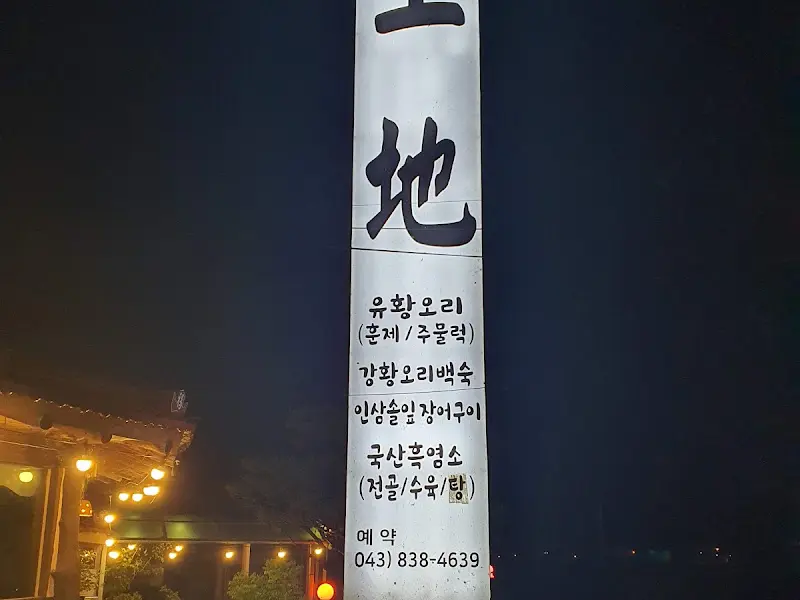 地
유황오리
(훈제/주물럭)
강황오리백숙
인삼솔잎장어구이
국산흑염소
(전골/수육/탕)
예약
043) 838-4639